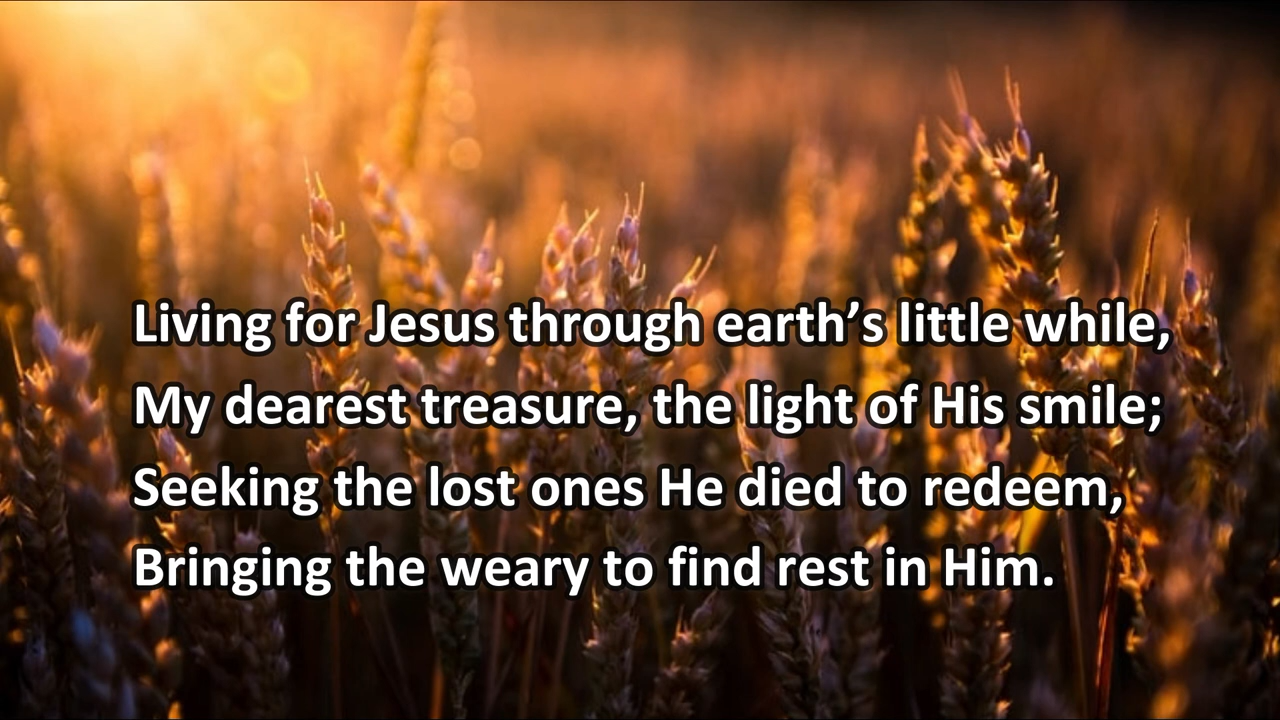 Living for Jesus through earth’s little while,
My dearest treasure, the light of His smile;
Seeking the lost ones He died to redeem,
Bringing the weary to find rest in Him.